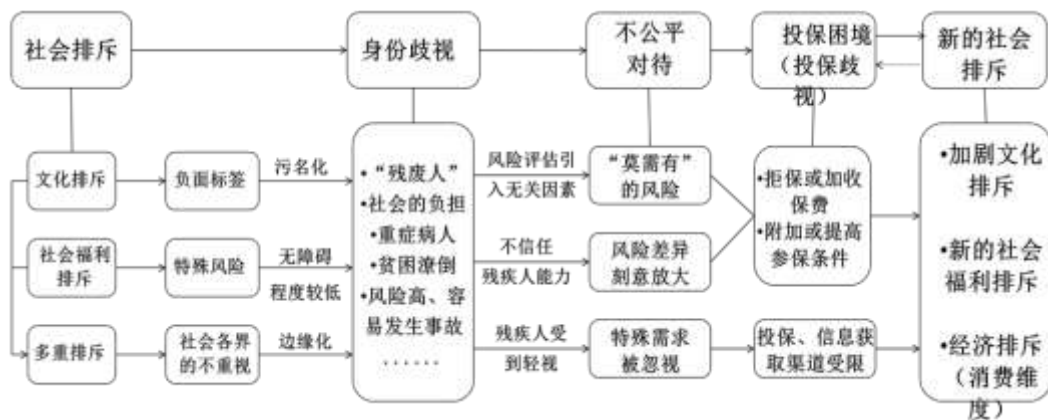 社会排斥
身份歧视
不公平
对待
投保困境
（投保歧
视）
新的社会
排斥
文化排斥
负面标签
污名化
社会福利
排斥
特殊风险
无障碍
程度较低
多重排斥
社会各界
的不重视
边缘化
•“残废人”
•社会的负担
•重症病人
•贫困潦倒
•风险高、容
易发生事故
······
风险评估引
入无关因素
“莫需有”
的风险
不信任
残疾人能力
风险差异
刻意放大
残疾人受
到轻视
特殊需求
被忽视
•拒保或加收
保费
•附加或提高
参保条件
投保、信息获
取渠道受限
•加剧文化
排斥
•新的社会
福利排斥
•经济排斥
（消费维
度）